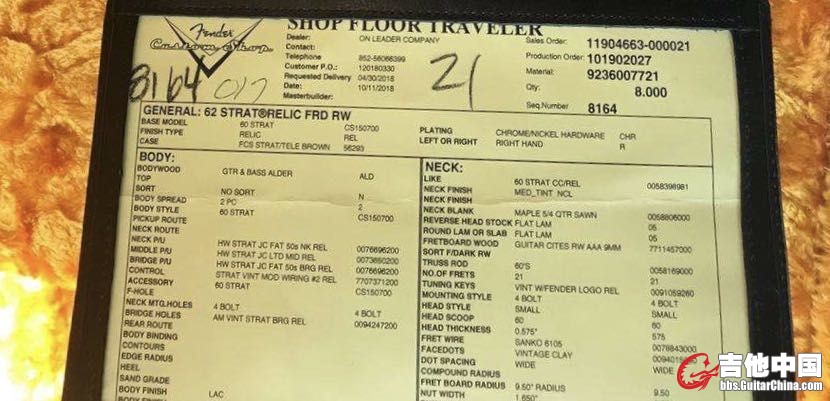 Fender
Custom Shop
SHOP FLOOR TRAVELER
Dealer: ON LEADER COMPANY
Contact:
Telephone 852-56066399
Customer P.O.: 120180330
Requested Delivery 04/30/2018
Date: 10/11/2018
Masterbuilder:
Sales Order: 11904663-000021
Production Order: 101902027
Material: 9236007721
Qty: 8.000
Seq.Number 8164
8164
017
21
GENERAL: 62 STRAT®RELIC FRD RW
BASE MODEL 60 STRAT CS150700
FINISH TYPE RELIC REL
CASE FCS STRAT/TELE BROWN 56293
PLATING CHROME/NICKEL HARDWARE CHR
LEFT OR RIGHT RIGHT HAND R
BODY:
BODYWOOD GTR & BASS ALDER ALD
TOP
SORT NO SORT N
BODY SPREAD 2 PC 2
BODY STYLE 60 STRAT CS150700
PICKUP ROUTE
NECK ROUTE
NECK P/U HW STRAT JC FAT 50s NK REL 0076696200
MIDDLE P/U HW STRAT JC LTD MID REL 0073650200
BRIDGE P/U HW STRAT JC FAT 50s BRG REL 0076696200
CONTROL STRAT VINT MOD WIRING #2 REL 7707371200
ACCESSORY 60 STRAT CS150700
F-HOLE
NECK MTG.HOLES 4 BOLT 4 BOLT
BRIDGE HOLES AM VINT STRAT BRG REL 0094247200
REAR ROUTE
BODY BINDING
CONTOURS
EDGE RADIUS
HEEL
SAND GRADE
BODY FINISH LAC
NECK:
LIKE 60 STRAT CC/REL 0058398981
NECK FINISH MED_TINT NCL
NECK FINISH
NECK BLANK MAPLE 5/4 QTR SAWN 0058806000
REVERSE HEAD STOCK FLAT LAM 05
ROUND LAM OR SLAB FLAT LAM 05
FRETBOARD WOOD GUITAR CITES RW AAA 9MM 7711457000
SORT F/DARK RW
TRUSS ROD 60'S 0058169000
NO.OF FRETS 21 21
TUNING KEYS VINT W/FENDER LOGO REL 0091059260
MOUNTING STYLE 4 BOLT 4 BOLT
HEAD STYLE SMALL SMALL
HEAD SCOOP 60 60
HEAD THICKNESS 0.575" 575
FRET WIRE SANKO 6105 0078843000
FACEDOTS VINTAGE CLAY
DOT SPACING WIDE WIDE
COMPOUND RADIUS
FRET BOARD RADIUS 9.50" RADIUS 9.50
NUT WIDTH 1.650"
吉他中国
bbs.GuitarChina.com